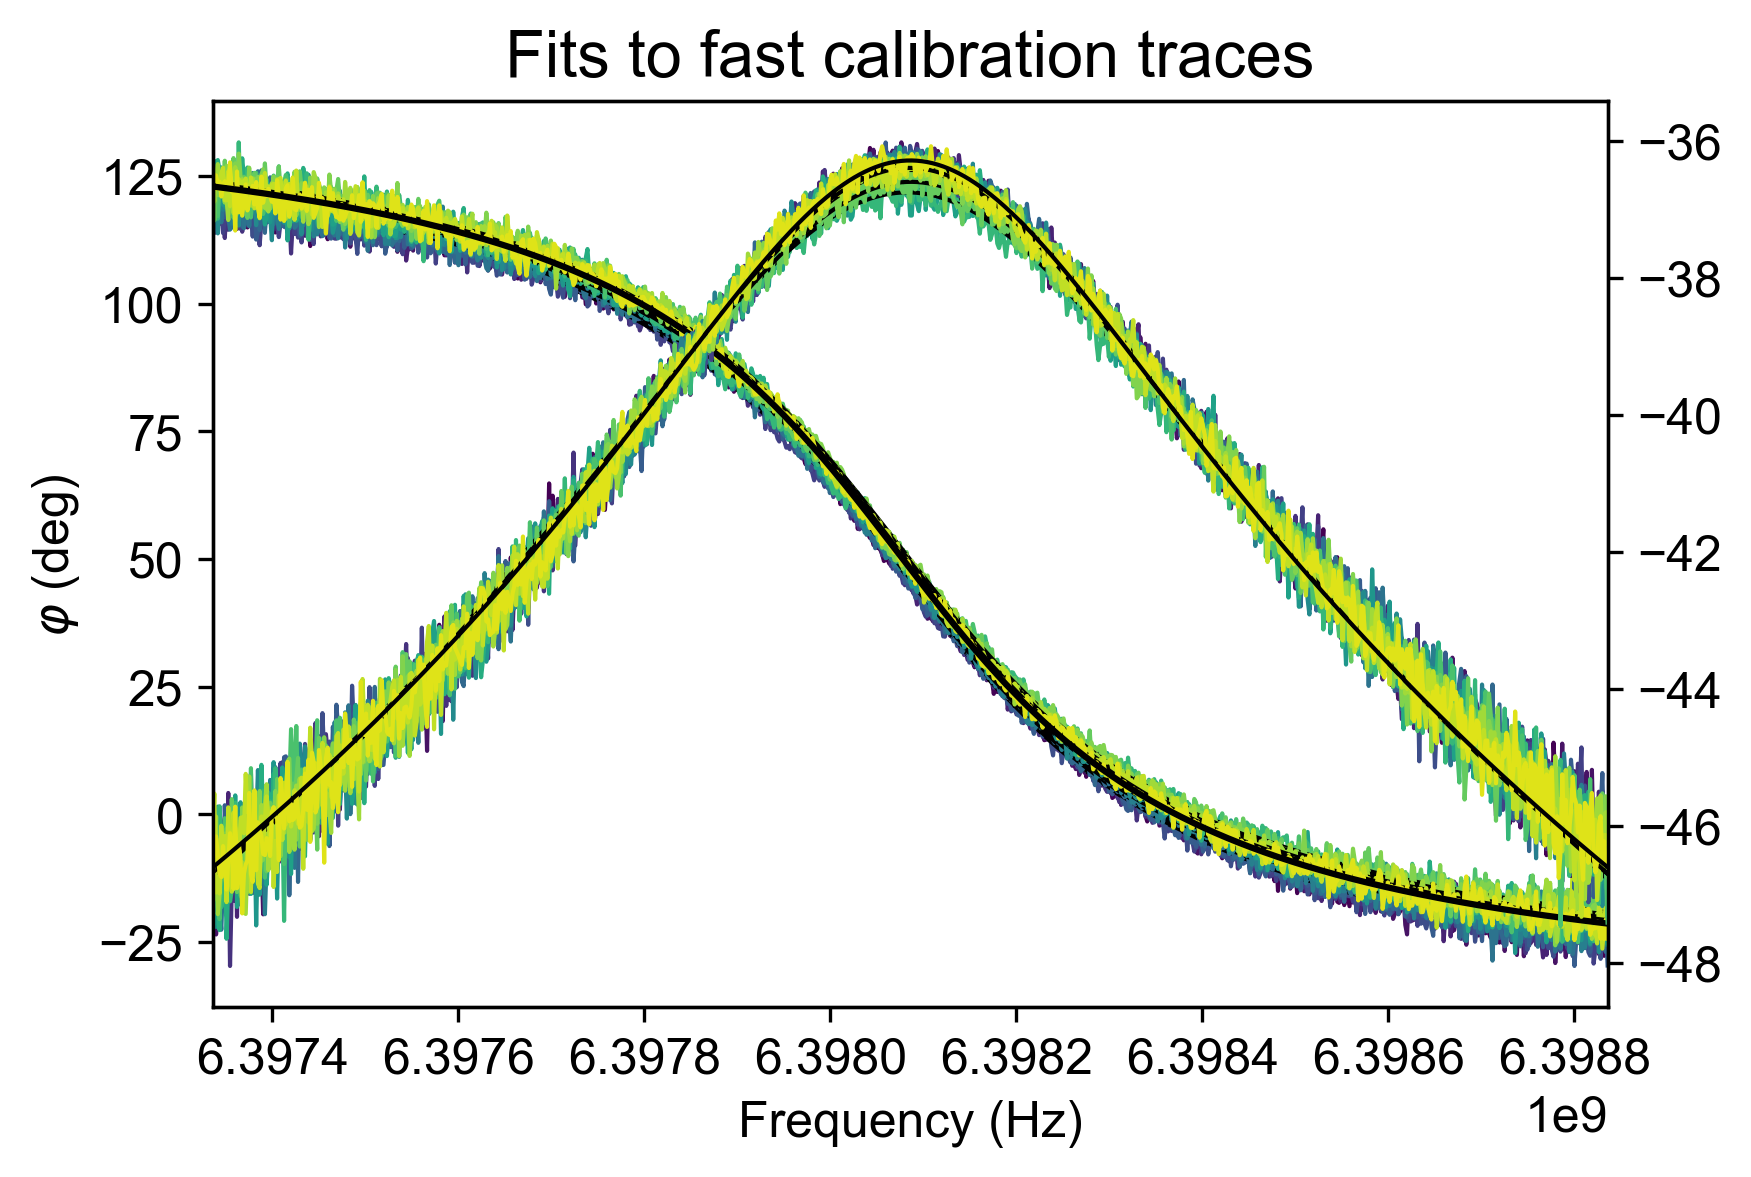 Fits to fast calibration traces
φ (deg)
125
100
75
50
25
0
−25
−36
−38
−40
−42
−44
−46
−48
6.3974 6.3976 6.3978 6.3980 6.3982 6.3984 6.3986 6.3988
1e9
Frequency (Hz)